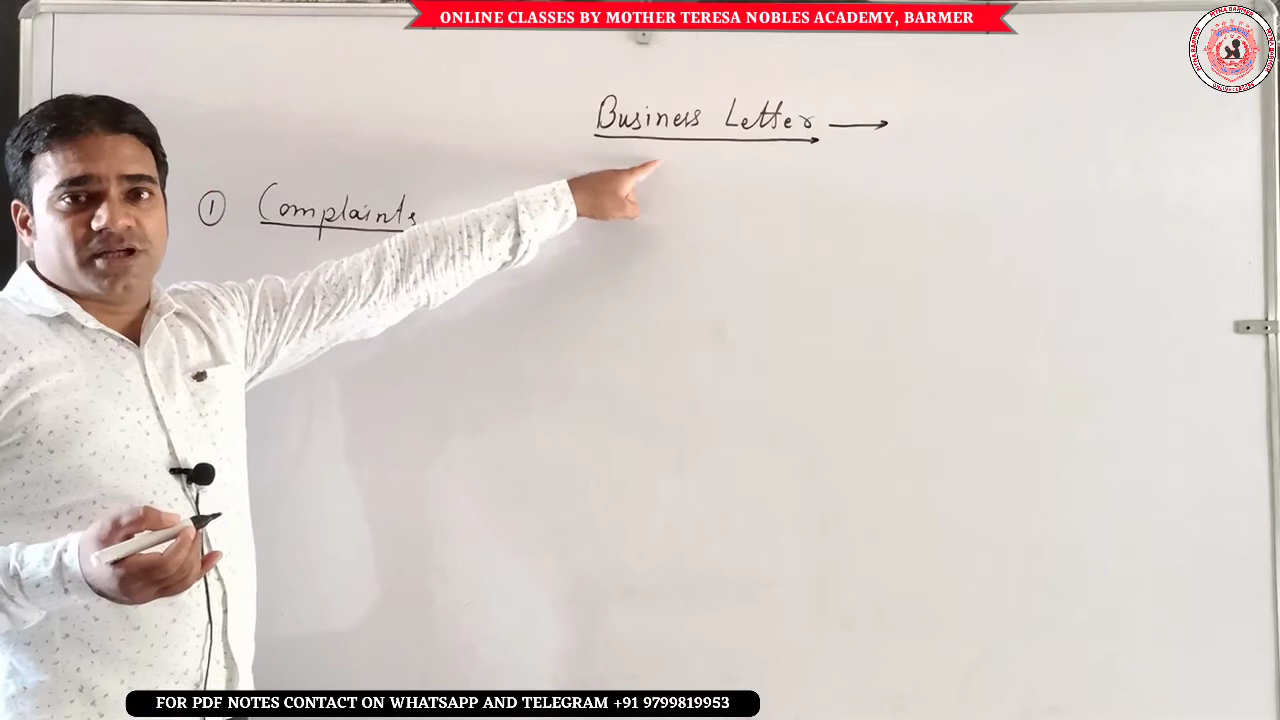 ONLINE CLASSES BY MOTHER TERESA NOBLES ACADEMY, BARMER
Business Letter
① Complaints
FOR PDF NOTES CONTACT ON WHATSAPP AND TELEGRAM +91 9799819953